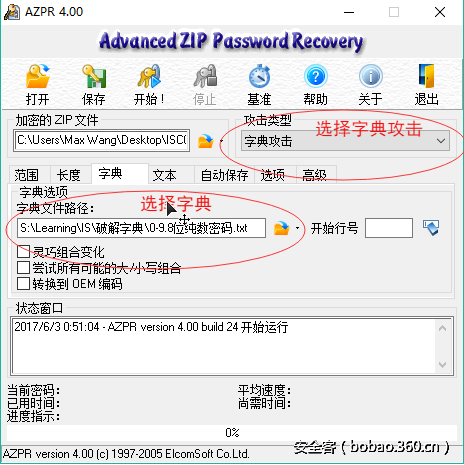 AZPR 4.00
Advanced ZIP Password Recovery
打开 保存 开始！ 停止 基准 帮助 关于 退出
加密的 ZIP 文件 攻击类型
选择字典攻击
C:\Users\Max Wang\Desktop\ISC( 字典攻击
范围 长度 字典 文本 自动保存 选项 高级
字典选项
选择字典
字典文件路径：
S:\Learning\IS\破解字典\0-9.8位纯数密码.txt 开始行号
灵巧组合变化
尝试所有可能的大/小写组合
转换到 OEM 编码
状态窗口
2017/6/3 0:51:04 - AZPR version 4.00 build 24 开始运行
当前密码： 平均速度：
已用时间： 尚需时间：
进度指示：
0%
AZPR version 4.00 (c) 1997-2005 ElcomSoft Co.Ltd.
安全客 ( bobao.360.cn )